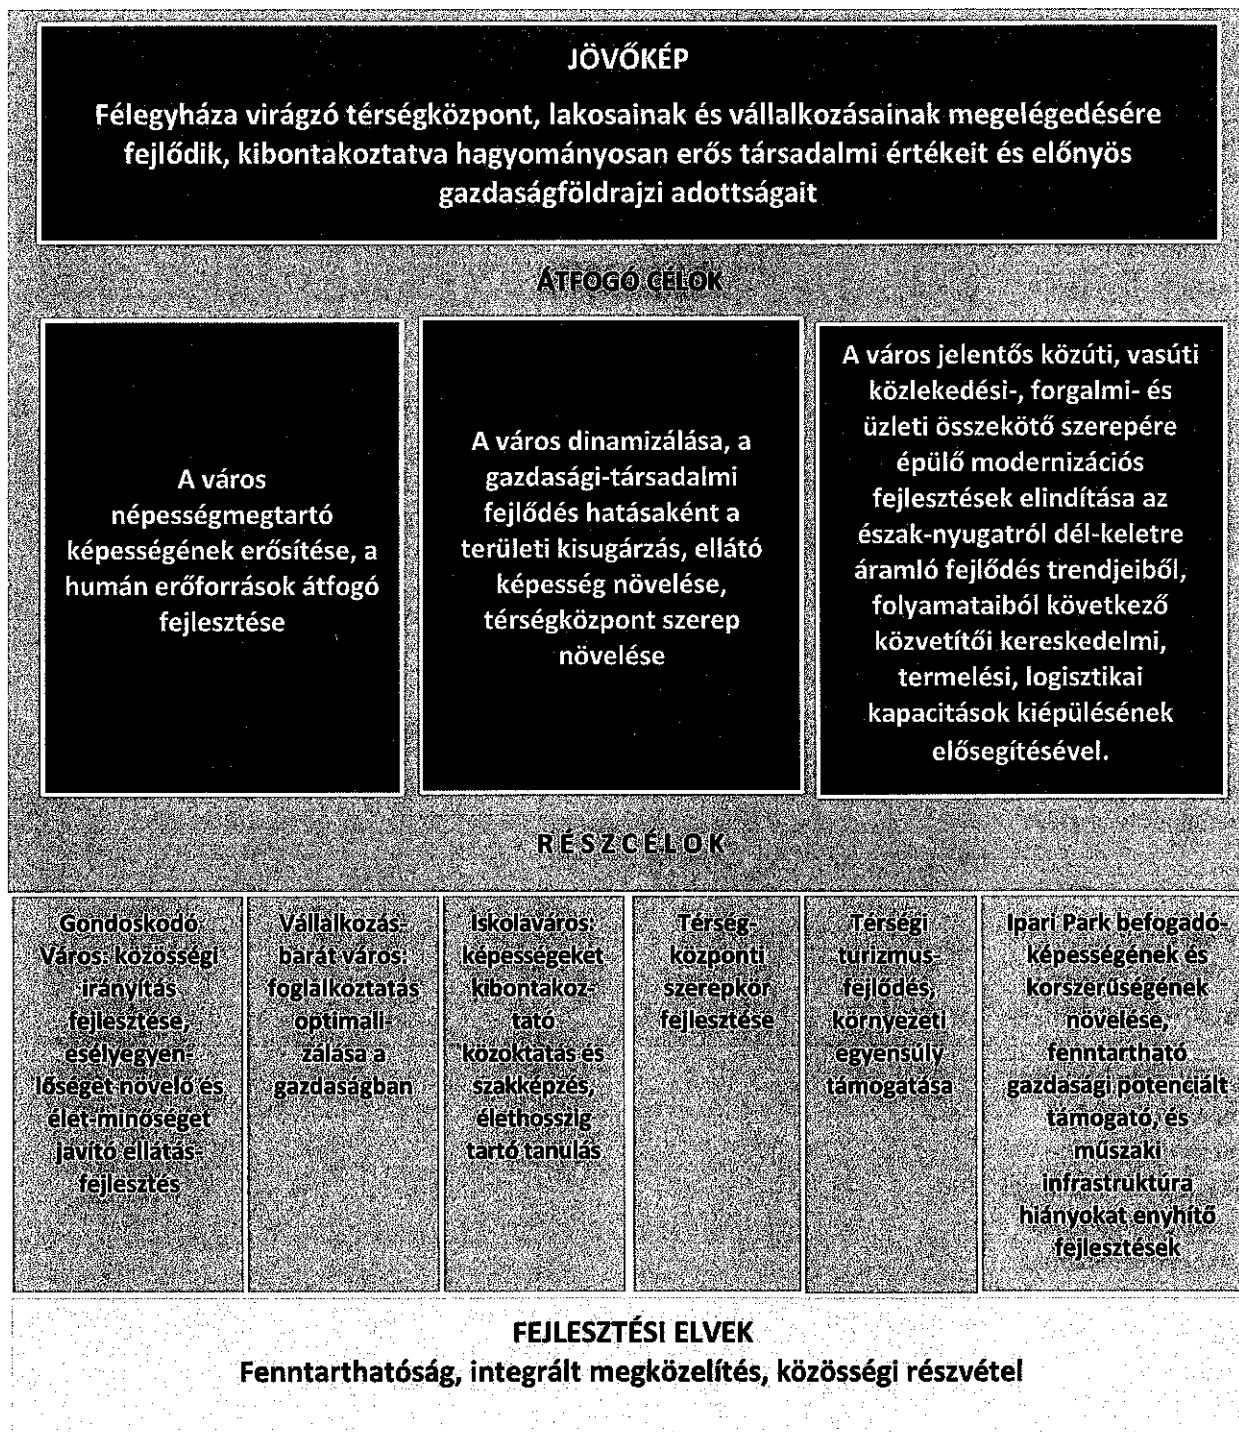 JÖVŐKÉP
Félegyháza virágzó térségközpont, lakosainak és vállalkozásainak megelégedésére
fejlődik, kibontakoztatva hagyományosan erős társadalmi értékeit és előnyös
gazdaságföldrajzi adottságait
ÁTFOGÓ CÉLOK
A város
népességmegtartó
képességének erősítése, a
humán erőforrások átfogó
fejlesztése
A város dinamizálása, a
gazdasági-társadalmi
fejlődés hatásaként a
területi kisugárzás, ellátó
képesség növelése,
térségközpont szerep
növelése
A város jelentős közúti, vasúti
közlekedési-, forgalmi- és
üzleti összekötő szerepére
épülő modernizációs
fejlesztések elindítása az
észak-nyugatról dél-keletre
áramló fejlődés trendjeiből,
folyamataiból következő
közvetítői kereskedelmi,
termelési, logisztikai
kapacitások kiépülésének
elősegítésével.
RÉSZCÉLOK
Gondoskodó
Város: közösségi
irányítás
fejlesztése,
esélyegyen-
lőséget növelő és
élet-minőséget
javító ellátás-
fejlesztés
Vállalkozás-
barát város:
foglalkoztatás
optimali-
zálása a
gazdaságban
Iskolaváros:
képességeket
kibontakoz-
tató
közoktatás és
szakképzés,
élethosszig
tartó tanulás
Térség-
központi
szerepkör
fejlesztése
Térségi
turizmus-
fejlődés,
környezeti
egyensúly
támogatása
Ipari Park befogadó-
képességének és
korszerűségének
növelése,
fenntartható
gazdasági potenciált
támogató, és
műszaki
infrastruktúra
hiányokat enyhítő
fejlesztések
FEJLESZTÉSI ELVEK
Fenntarthatóság, integrált megközelítés, közösségi részvétel